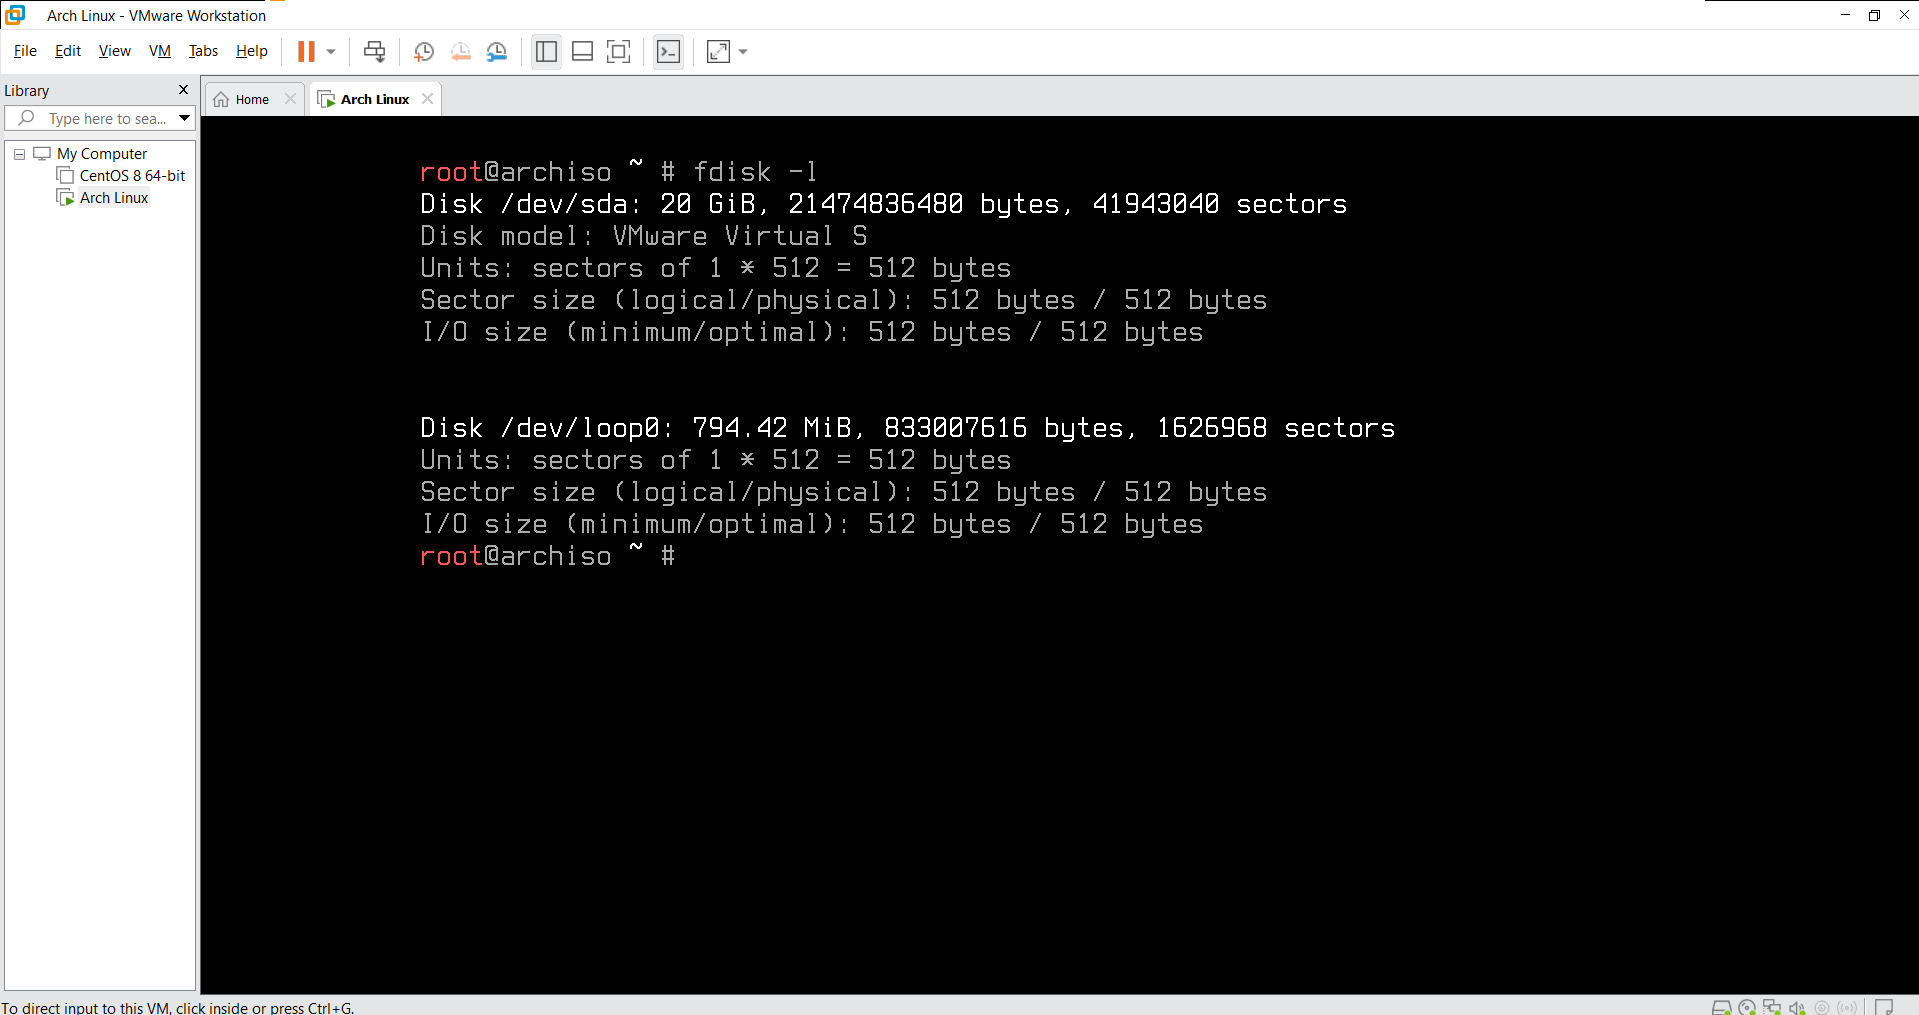 Arch Linux - VMware Workstation
File Edit View VM Tabs Help
Library
Type here to sea...
My Computer
CentOS 8 64-bit
Arch Linux
Home
Arch Linux
root@archiso ~ # fdisk -l
Disk /dev/sda: 20 GiB, 21474836480 bytes, 41943040 sectors
Disk model: VMware Virtual S
Units: sectors of 1 * 512 = 512 bytes
Sector size (logical/physical): 512 bytes / 512 bytes
I/O size (minimum/optimal): 512 bytes / 512 bytes
Disk /dev/loop0: 794.42 MiB, 833007616 bytes, 1626968 sectors
Units: sectors of 1 * 512 = 512 bytes
Sector size (logical/physical): 512 bytes / 512 bytes
I/O size (minimum/optimal): 512 bytes / 512 bytes
root@archiso ~ #
To direct input to this VM, click inside or press Ctrl+G.